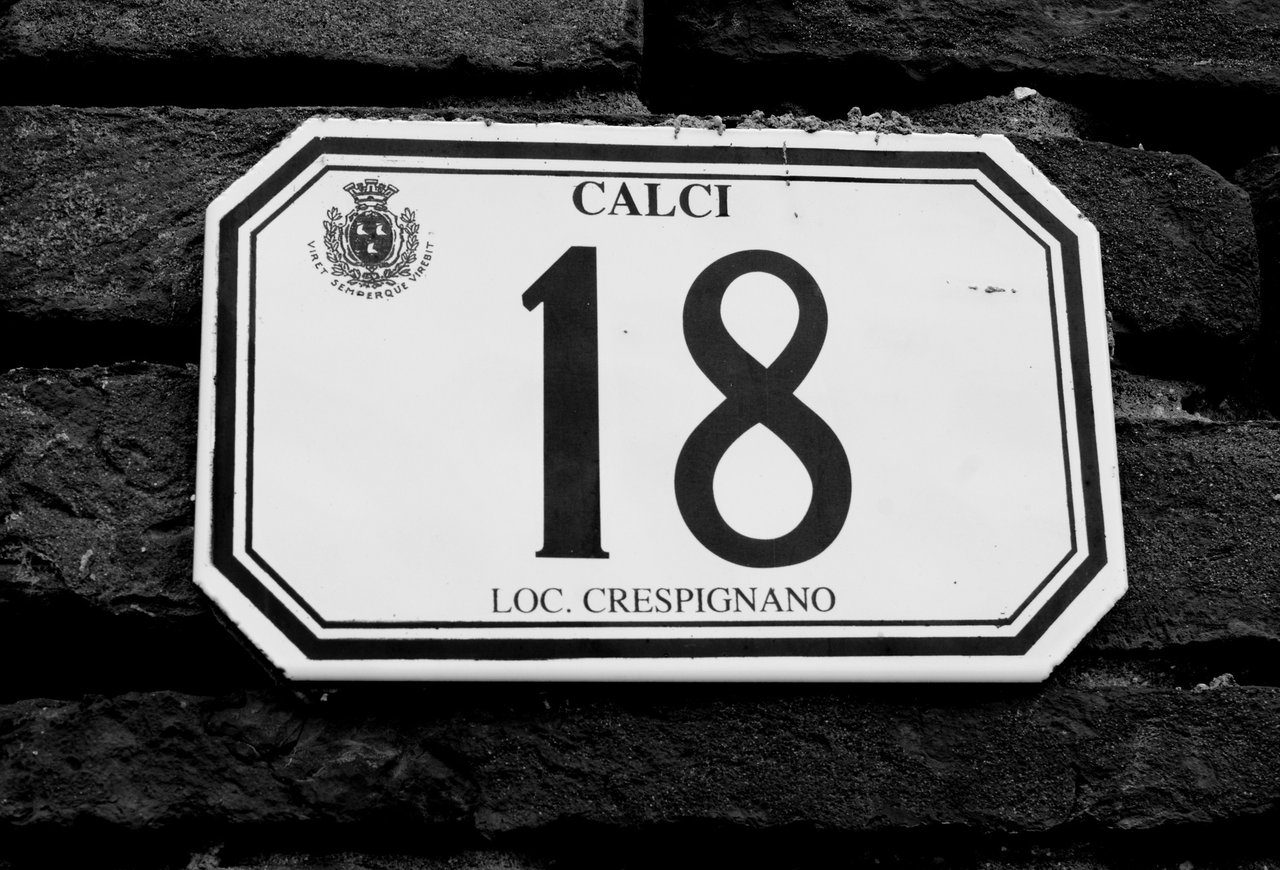 CALCI
VIRET SEMPERQUE VIREBIT
18
LOC. CRESPIGNANO